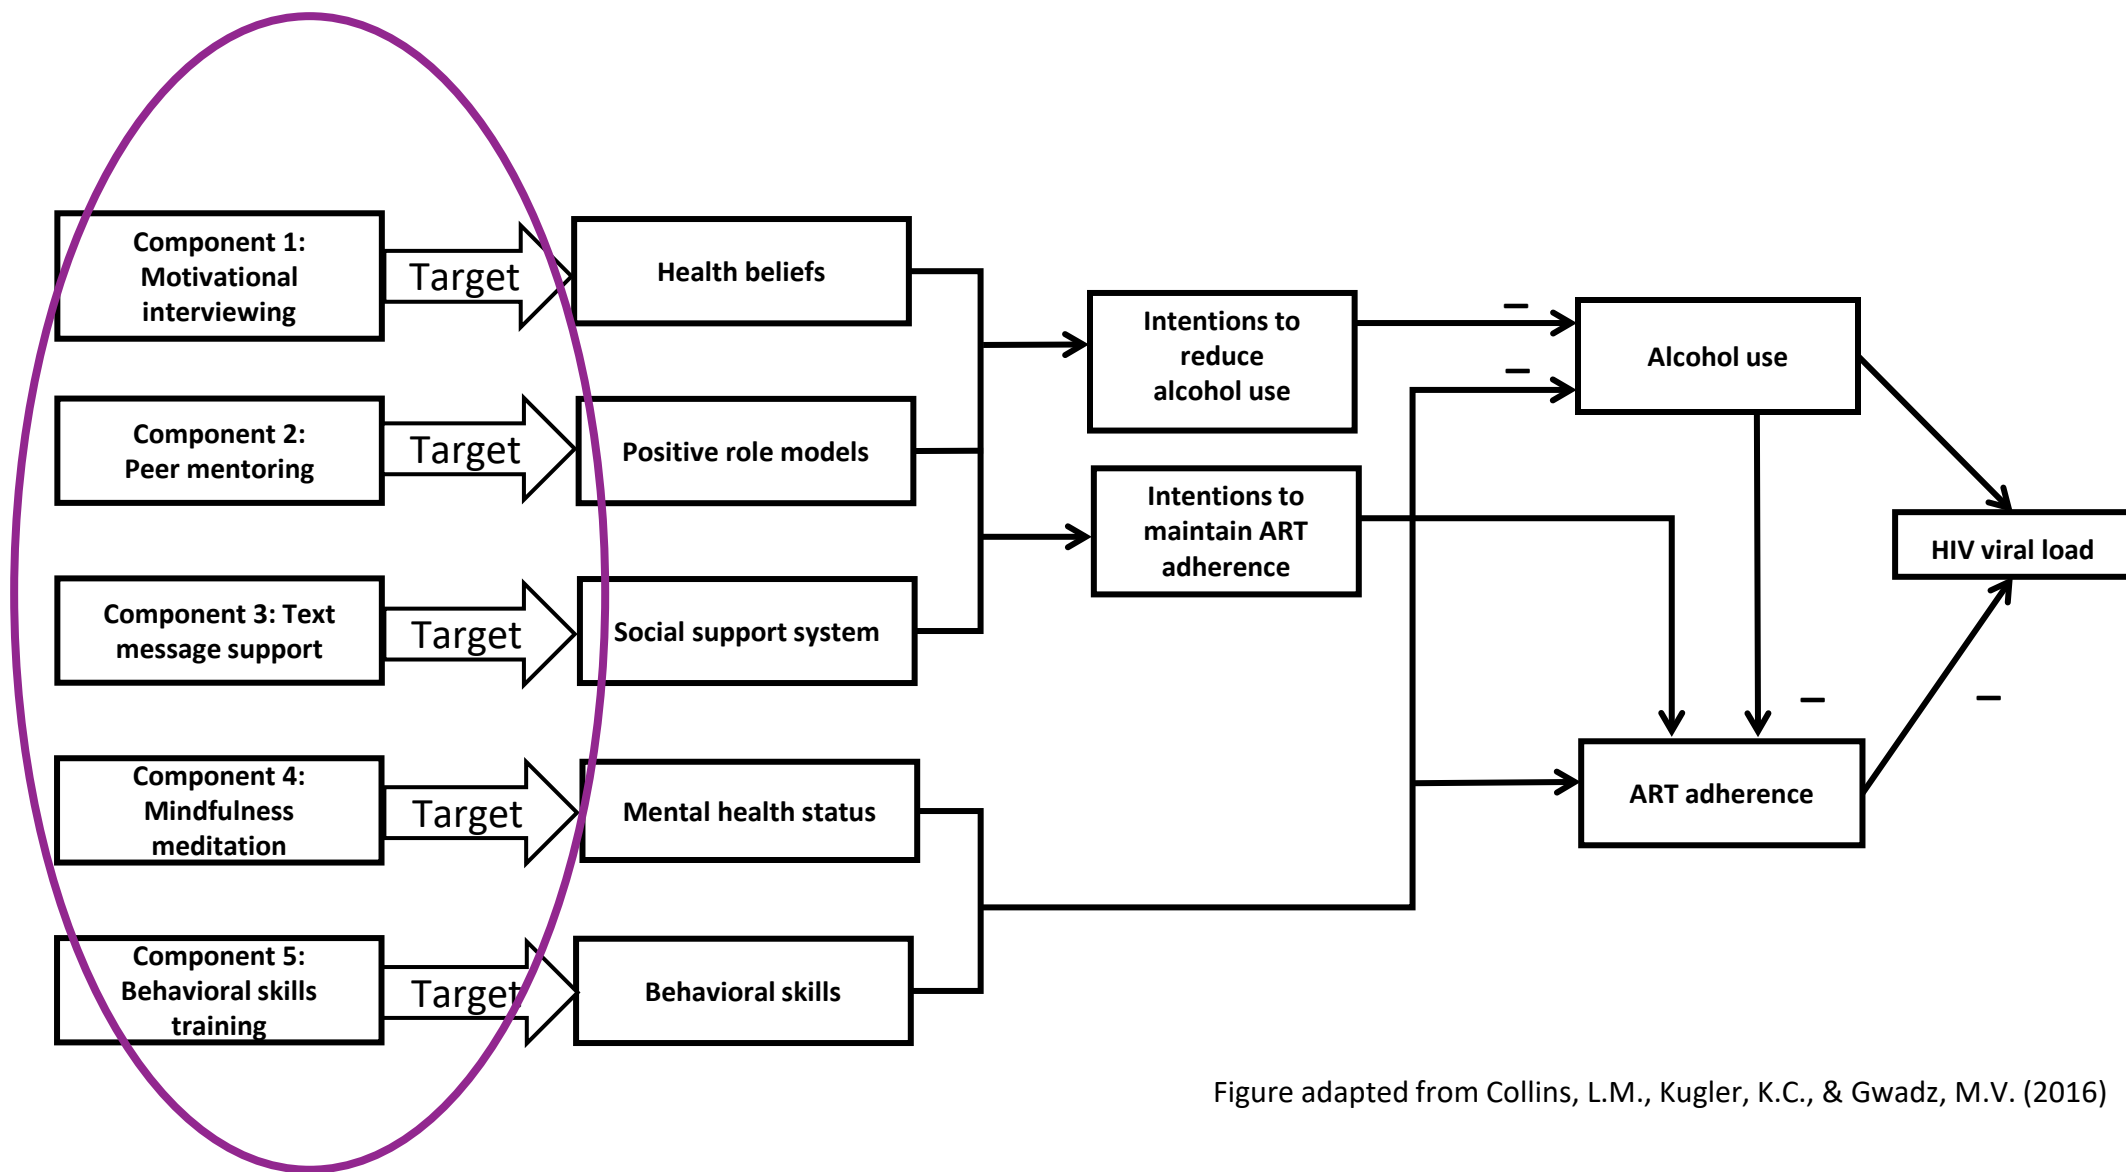 Component 1:
Motivational
interviewing
Target
Health beliefs
Component 2:
Peer mentoring
Target
Positive role models
Component 3: Text
message support
Target
Social support system
Component 4:
Mindfulness
meditation
Target
Mental health status
Component 5:
Behavioral skills
training
Target
Behavioral skills
Intentions to
reduce
alcohol use
Intentions to
maintain ART
adherence
–
–
Alcohol use
–
ART adherence
–
HIV viral load
Figure adapted from Collins, L.M., Kugler, K.C., & Gwadz, M.V. (2016)